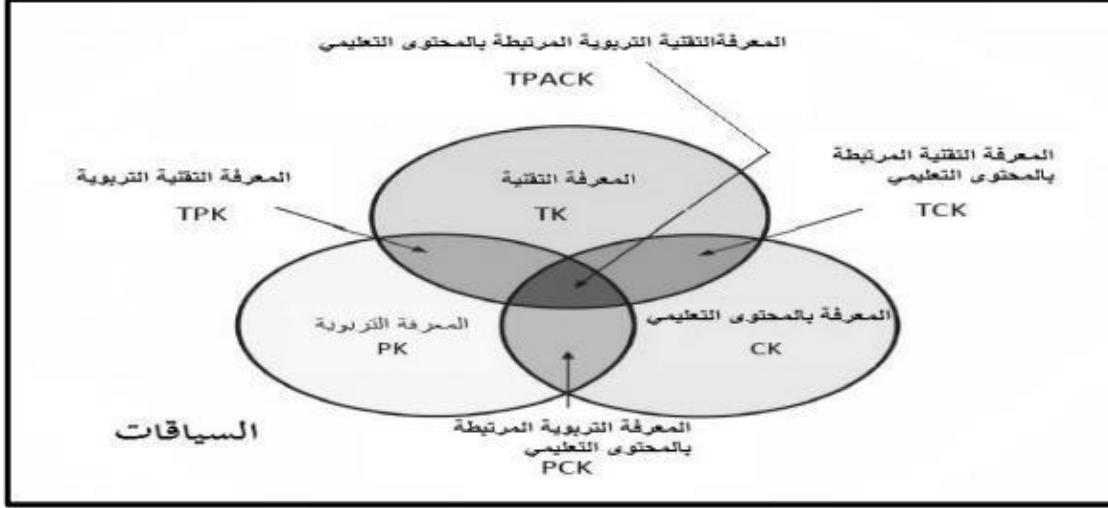 المعرفةالتقنية التربوية المرتبطة بالمحتوى التعليمي
TPACK
المعرفة التقنية المرتبطة
بالمحتوى التعليمي
TCK
المعرفة التقنية
TK
المعرفة التقنية التربوية
TPK
المعرفة بالمحتوى التعليمي
CK
المعرفة التربوية
PK
المعرفة التربوية المرتبطة
بالمحتوى التعليمي
PCK
السياقات